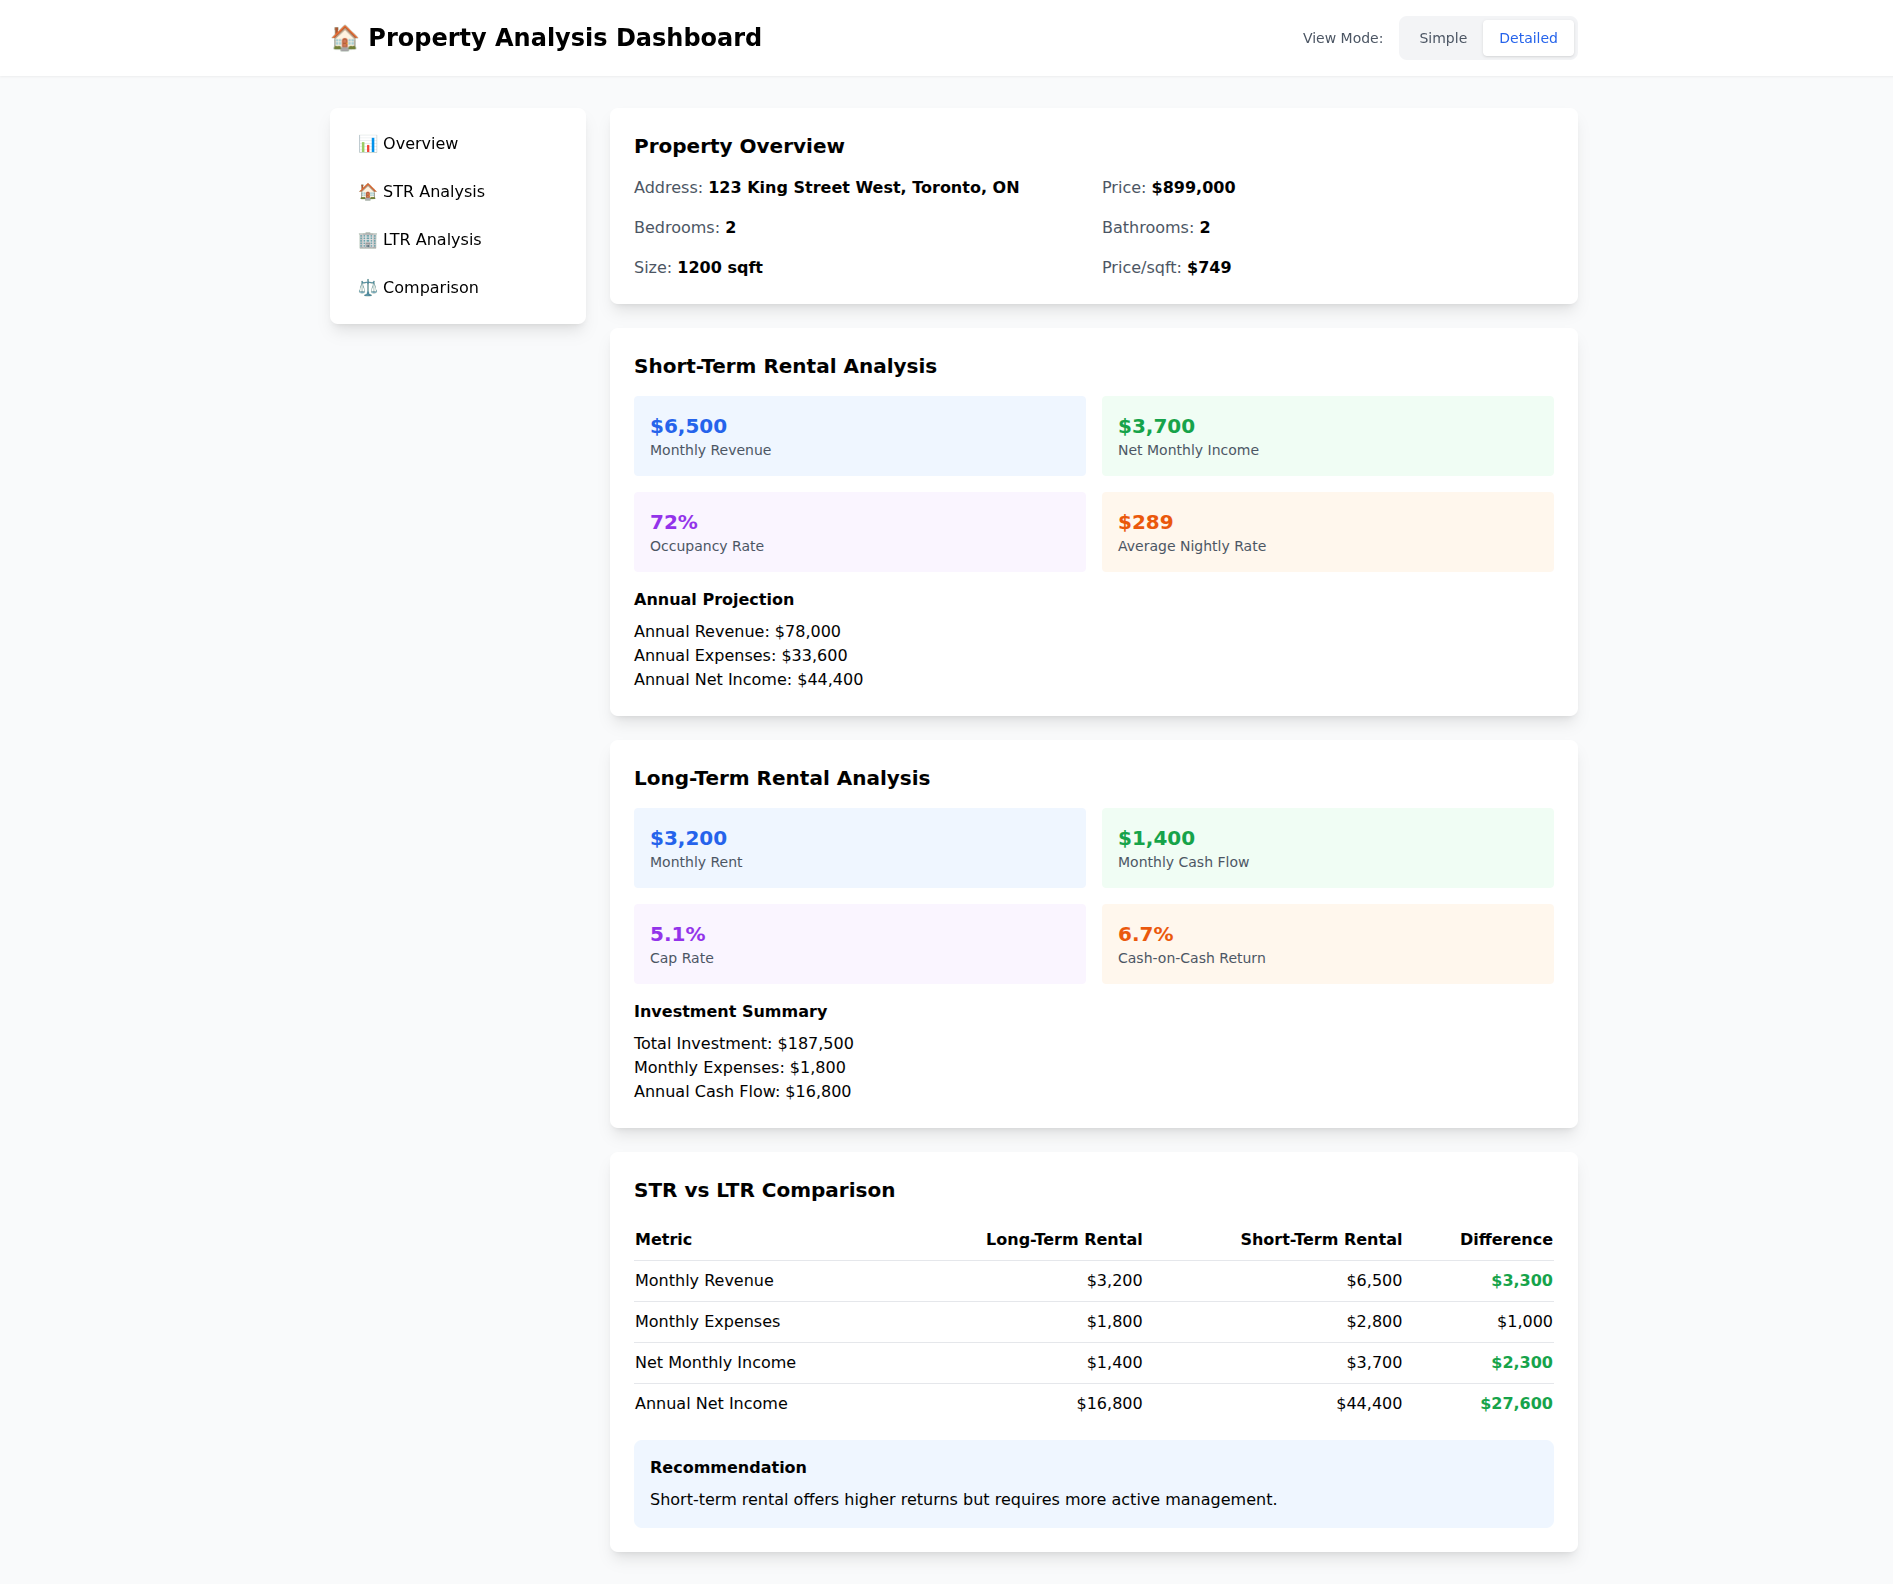 🏠 Property Analysis Dashboard
View Mode: Simple Detailed
📊 Overview
🏠 STR Analysis
🏢 LTR Analysis
⚖️ Comparison
Property Overview
Address: 123 King Street West, Toronto, ON
Price: $899,000
Bedrooms: 2
Bathrooms: 2
Size: 1200 sqft
Price/sqft: $749
Short-Term Rental Analysis
$6,500
Monthly Revenue
$3,700
Net Monthly Income
72%
Occupancy Rate
$289
Average Nightly Rate
Annual Projection
Annual Revenue: $78,000
Annual Expenses: $33,600
Annual Net Income: $44,400
Long-Term Rental Analysis
$3,200
Monthly Rent
$1,400
Monthly Cash Flow
5.1%
Cap Rate
6.7%
Cash-on-Cash Return
Investment Summary
Total Investment: $187,500
Monthly Expenses: $1,800
Annual Cash Flow: $16,800
STR vs LTR Comparison
Metric Long-Term Rental Short-Term Rental Difference
Monthly Revenue $3,200 $6,500 $3,300
Monthly Expenses $1,800 $2,800 $1,000
Net Monthly Income $1,400 $3,700 $2,300
Annual Net Income $16,800 $44,400 $27,600
Recommendation
Short-term rental offers higher returns but requires more active management.